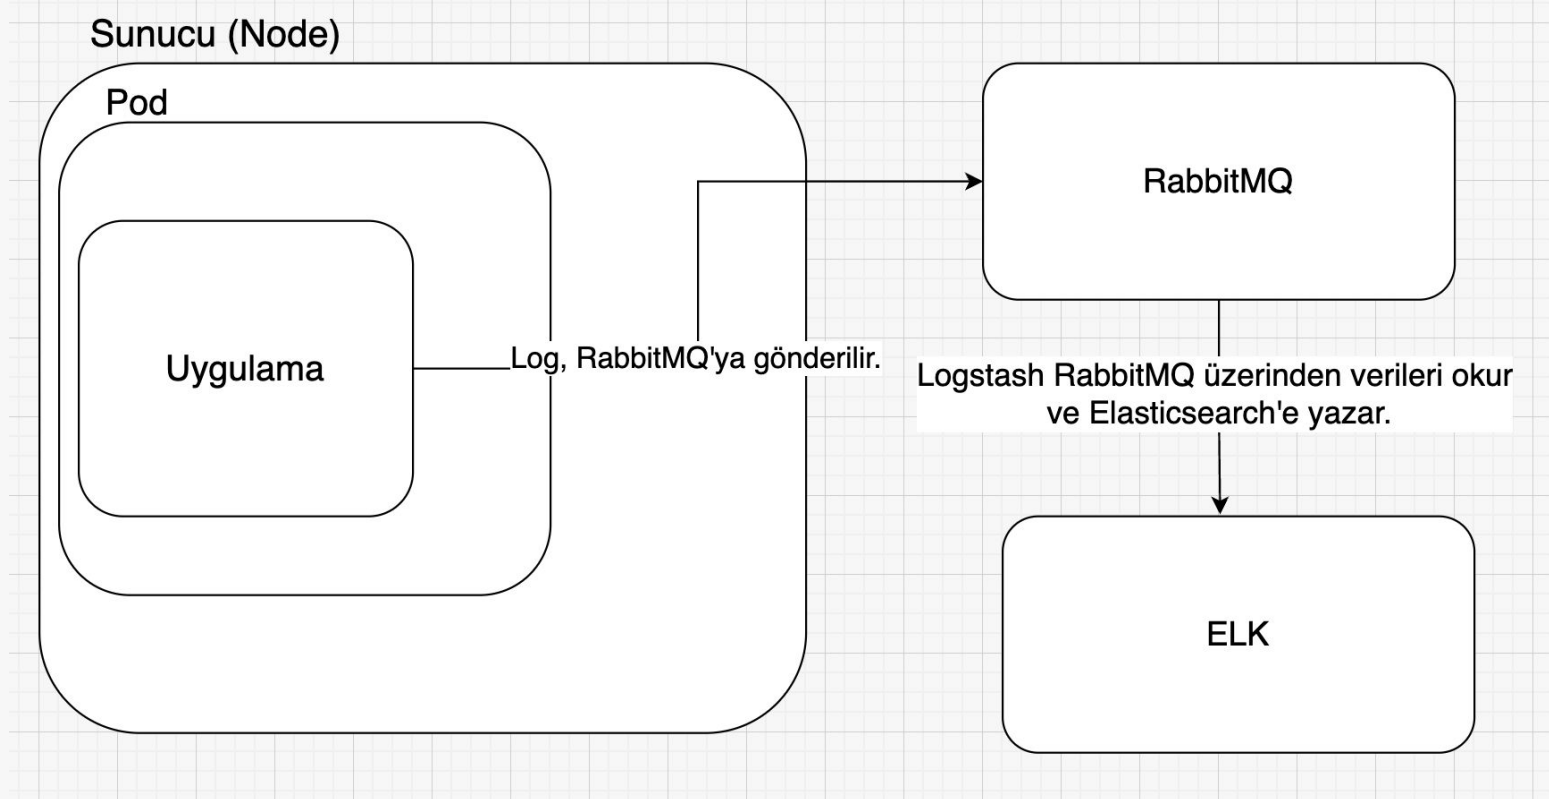 Sunucu (Node)
Pod
Uygulama
Log, RabbitMQ'ya gönderilir.
RabbitMQ
Logstash RabbitMQ üzerinden verileri okur
ve Elasticsearch'e yazar.
ELK